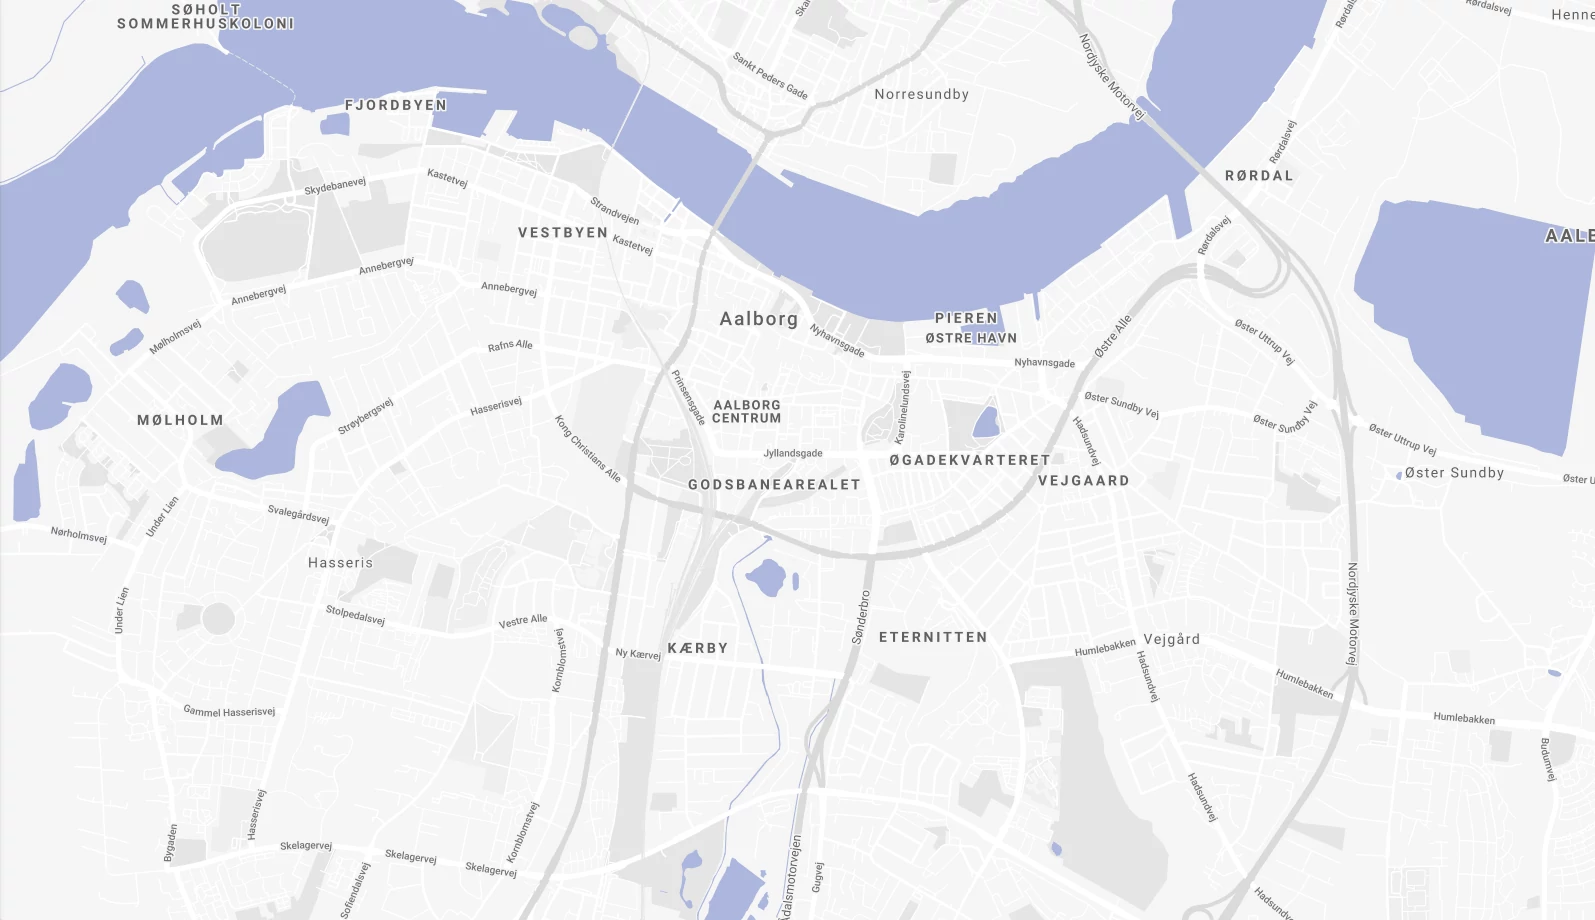 SØHOLT
SOMMERHUSKOLONI
FJORDBYEN
Sankt Peders Gade
Norresundby
Nordjyske Motorvej
Rørdalsvej
Rørdalsvej
RØRDAL
Skydebanevej
Kastetvej
Strandvejen
VESTBYEN
Kastetvej
Rørdalsvej
Annebergvej
Annebergvej
Annebergvej
Mølholmsvej
Aalborg
Nyhavnsgade
PIEREN
ØSTRE HAVN
Nyhavnsgade
Østre Alle
Øster Uttrup Vej
Rafns Alle
Prinsensgade
AALBORG
CENTRUM
Karolinelundsvej
Øster Sundby Vej
Øster Sundby Vej
Øster Uttrup Vej
MØLHOLM
Strøybergsvej
Hasserisvej
Kong Christians Alle
Jyllandsgade
ØGADEKVARTERET
Hadsundvej
VEJGAARD
Øster Sundby
GODSBANEAREALET
Under Lien
Svalegårdsvej
Nørholmsvej
Hasseris
Under Lien
Stolpedalsvej
Vestre Alle
Kornblomstvej
Ny Kærvej
KÆRBY
Sønderbro
ETERNITTEN
Humlebakken
Vejgård
Hadsundvej
Nordjyske Motorvej
Humlebakken
Humlebakken
Gammel Hasserisvej
Budumvej
Hadsundvej
Hasserisvej
Bygaden
Skelagervej
Skelagervej
Skelagervej
Kornblomstvej
Sofiendalsvej
Gugvej